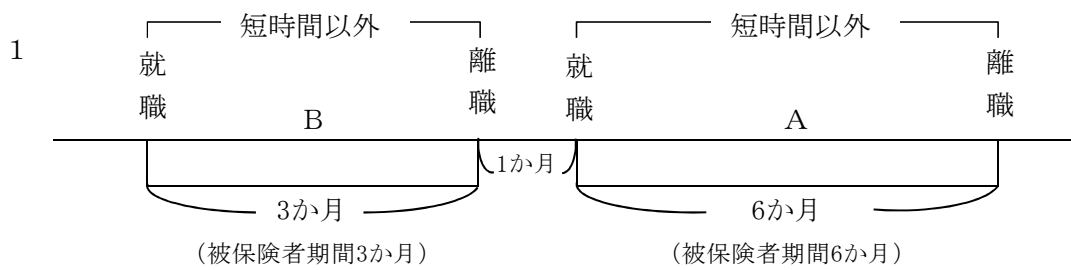 短時間以外 短時間以外
1
就職 離職 就職 離職
B A
1か月
3か月 6か月
(被保険者期間3か月) (被保険者期間6か月)